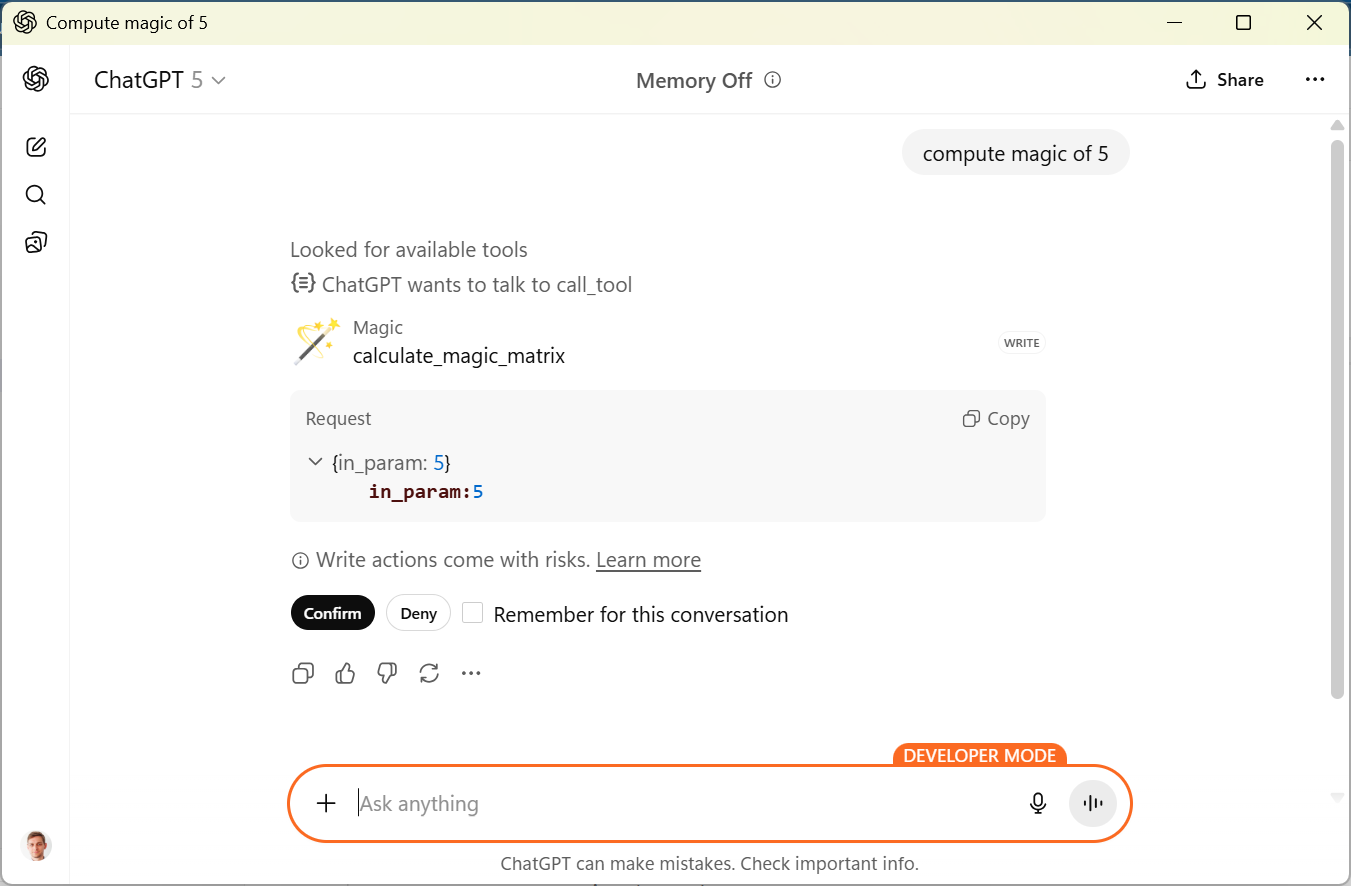 Compute magic of 5
ChatGPT 5
Memory Off
Share
compute magic of 5
Looked for available tools
ChatGPT wants to talk to call_tool
Magic
calculate_magic_matrix
WRITE
Request
Copy
{in_param: 5}
in_param:5
Write actions come with risks. Learn more
Confirm
Deny
Remember for this conversation
DEVELOPER MODE
Ask anything
ChatGPT can make mistakes. Check important info.